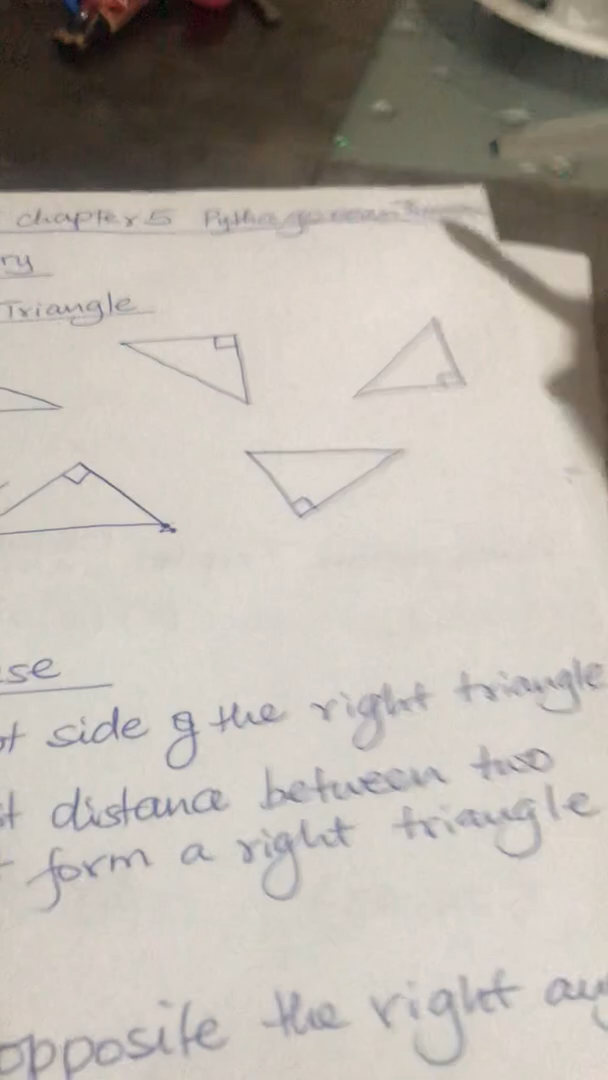 chapter 5 Pythagorean
ry
Triangle
se
t side of the right triangle
t distance between two
form a right triangle
opposite the right an